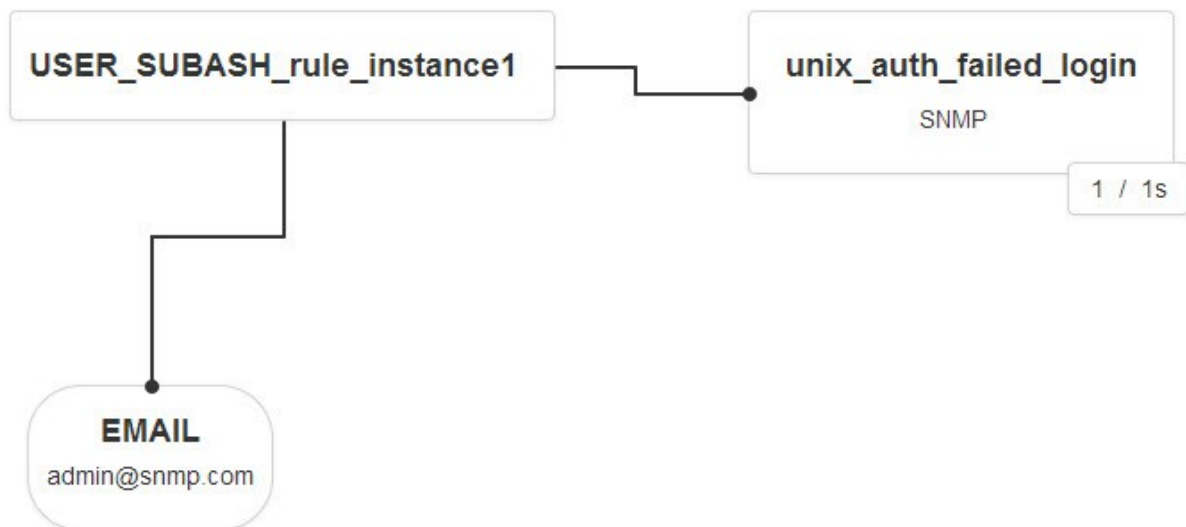 USER_SUBASH_rule_instance1
unix_auth_failed_login
SNMP
1 / 1s
EMAIL
admin@snmp.com